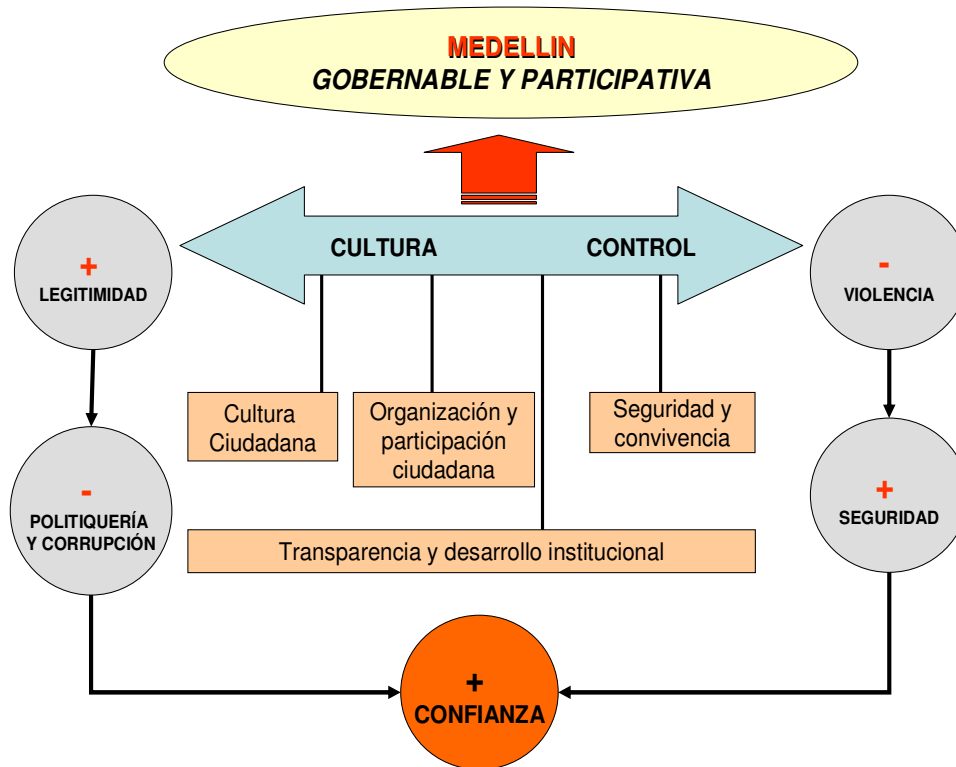 MEDELLIN
GOBERNABLE Y PARTICIPATIVA
CULTURA
CONTROL
+
LEGITIMIDAD
-
VIOLENCIA
Cultura
Ciudadana
Organización y
participación
ciudadana
Seguridad y
convivencia
-
POLITIQUERÍA
Y CORRUPCIÓN
+
SEGURIDAD
Transparencia y desarrollo institucional
+
CONFIANZA